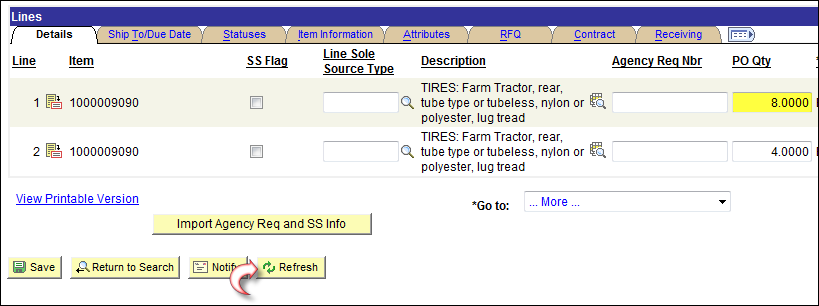 Lines
Details Ship To/Due Date Statuses Item Information Attributes RFQ Contract Receiving
Line Item SS Flag Line Sole Source Type Description Agency Req Nbr PO Qty
1 1000009090 TIRES: Farm Tractor, rear, tube type or tubeless, nylon or polyester, lug tread 8.0000
2 1000009090 TIRES: Farm Tractor, rear, tube type or tubeless, nylon or polyester, lug tread 4.0000
View Printable Version
*Go to: ... More ...
Import Agency Req and SS Info
Save Return to Search Notify Refresh